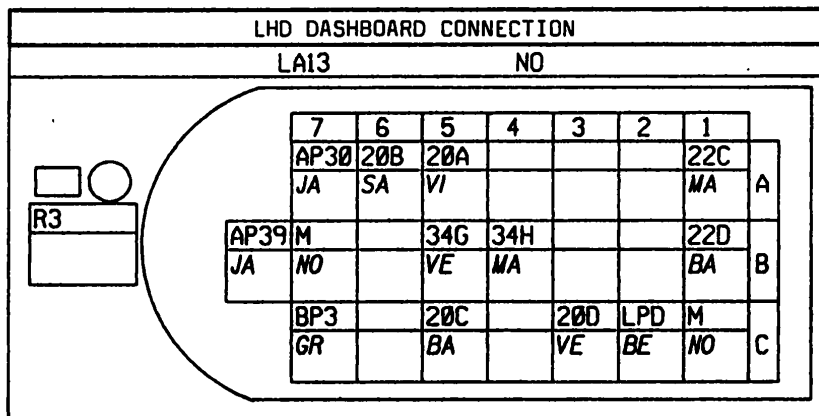 LHD DASHBOARD CONNECTION
LA13 NO
7 6 5 4 3 2 1
AP30 20B 20A 22C
JA SA VI MA A
R3
AP39 M 34G 34H 22D
JA NO VE MA BA B
BP3 20C 20D LPD M
GR BA VE BE NO C